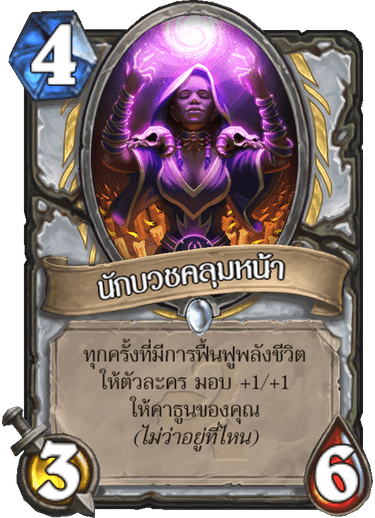 4
นักบวชคลุมหน้า
ทุกครั้งที่มีการฟื้นฟูพลังชีวิต
ให้ตัวละคร มอบ +1/+1
ให้คาธูนของคุณ
(ไม่ว่าอยู่ที่ไหน)
3
6